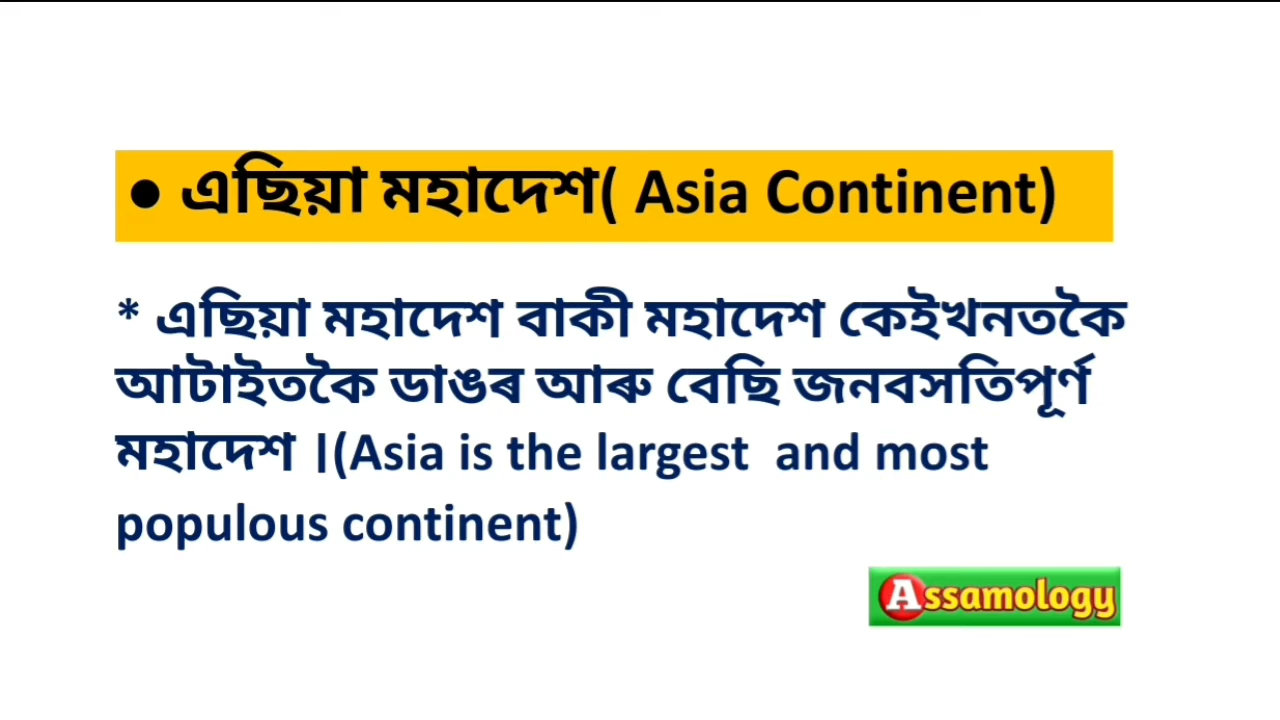 ● এছিয়া মহাদেশ( Asia Continent)
* এছিয়া মহাদেশ বাকী মহাদেশ কেইখনতকৈ
আটাইতকৈ ডাঙৰ আৰু বেছি জনবসতিপূৰ্ণ
মহাদেশ ।(Asia is the largest  and most
populous continent)
Assamology